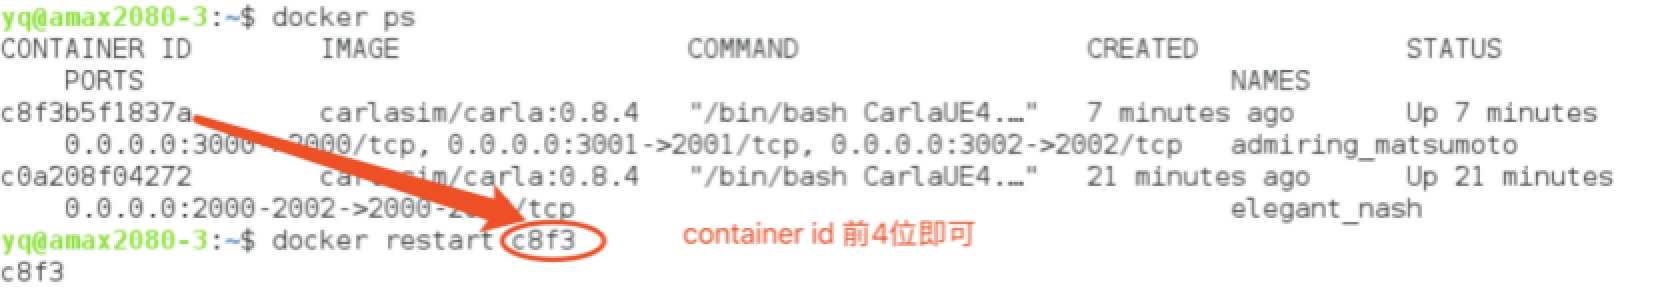 yq@amax2080-3:~$ docker ps
CONTAINER ID IMAGE COMMAND CREATED STATUS
PORTS NAMES
c8f3b5f1837a carlasim/carla:0.8.4 "/bin/bash CarlaUE4.…" 7 minutes ago Up 7 minutes
0.0.0.0:3000->2000/tcp, 0.0.0.0:3001->2001/tcp, 0.0.0.0:3002->2002/tcp admiring_matsumoto
c0a208f04272 carlasim/carla:0.8.4 "/bin/bash CarlaUE4.…" 21 minutes ago Up 21 minutes
0.0.0.0:2000-2002->2000-2002/tcp elegant_nash
yq@amax2080-3:~$ docker restart c8f3
container id 前4位即可
c8f3